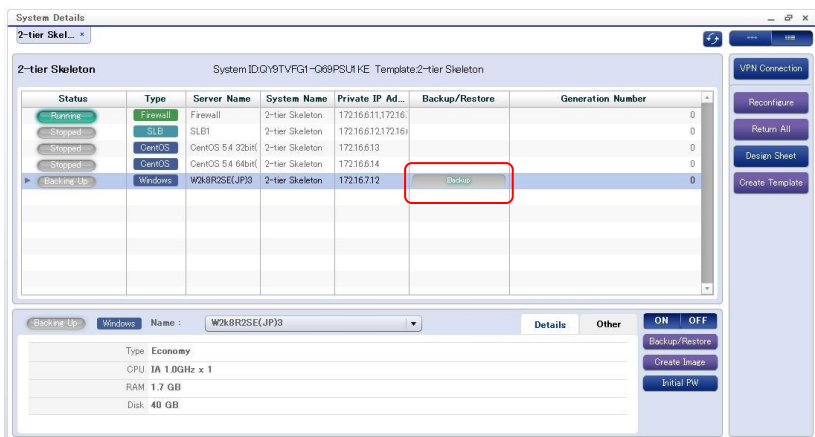 System Details
2-tier Skel... ×
2-tier Skeleton System ID:QY9TVFG1-Q69PSU1KE Template:2-tier Skeleton
VPN Connection
Reconfigure
Return All
Design Sheet
Create Template
Status Type Server Name System Name Private IP Ad... Backup/Restore Generation Number
Running Firewall Firewall 2-tier Skeleton 172.16.6.11,172.16. 0
Stopped SLB SLB1 2-tier Skeleton 172.16.6.12,172.16. 0
Stopped CentOS CentOS 5.4 32bit( 2-tier Skeleton 172.16.6.13 0
Stopped CentOS CentOS 5.4 64bit( 2-tier Skeleton 172.16.6.14 0
Backing Up Windows W2k8R2SE(JP)3 2-tier Skeleton 172.16.7.12 Backup 0
Backing Up Windows Name : W2k8R2SE(JP)3 Details Other ON OFF
Backup/Restore
Create Image
Initial PW
Type Economy
CPU IA 1.0GHz x 1
RAM 1.7 GB
Disk 40 GB